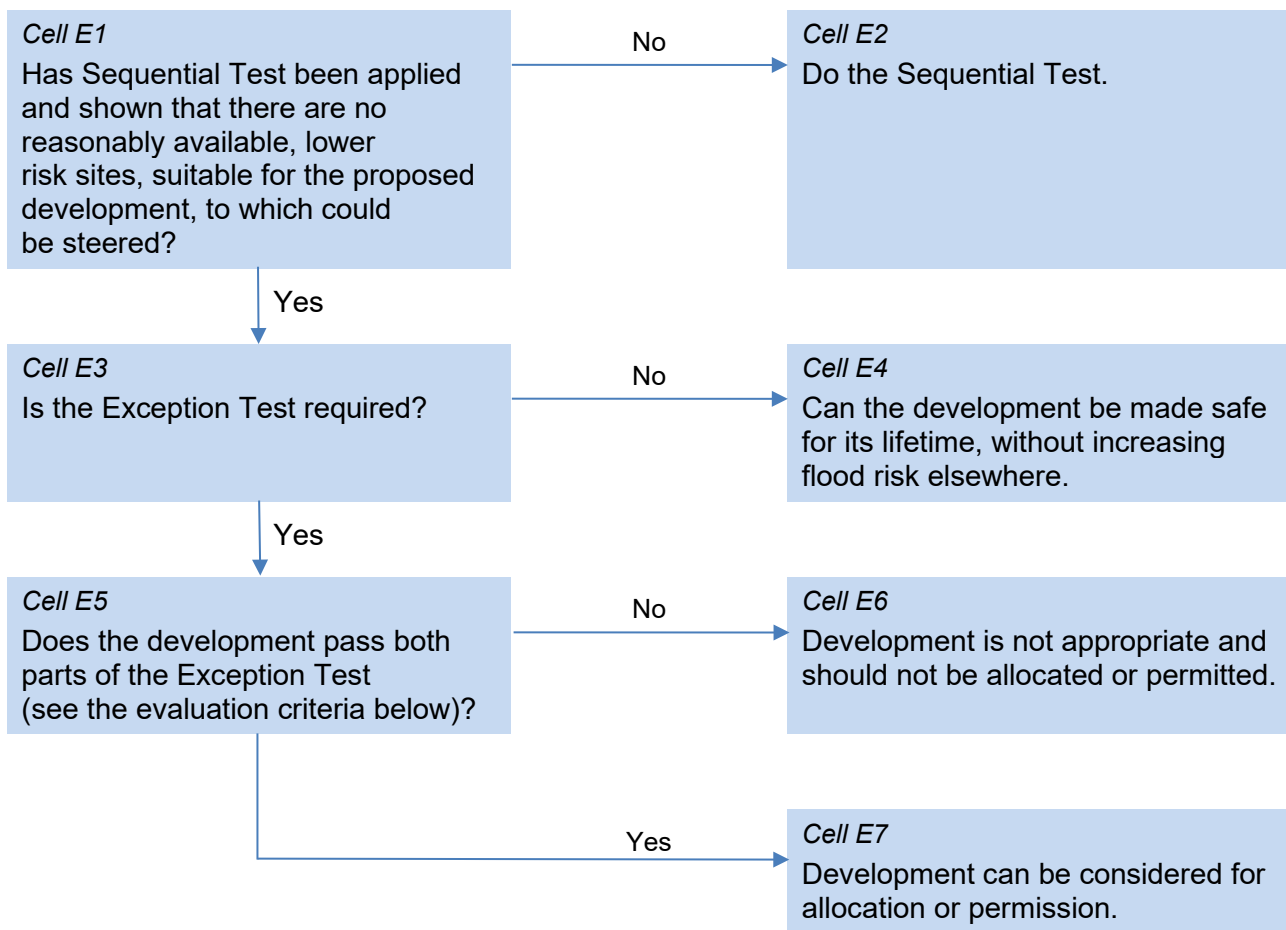 Cell E1
Has Sequential Test been applied
and shown that there are no
reasonably available, lower
risk sites, suitable for the proposed
development, to which could
be steered?
No
Cell E2
Do the Sequential Test.
Yes
Cell E3
Is the Exception Test required?
No
Cell E4
Can the development be made safe
for its lifetime, without increasing
flood risk elsewhere.
Yes
Cell E5
Does the development pass both
parts of the Exception Test
(see the evaluation criteria below)?
No
Cell E6
Development is not appropriate and
should not be allocated or permitted.
Yes
Cell E7
Development can be considered for
allocation or permission.